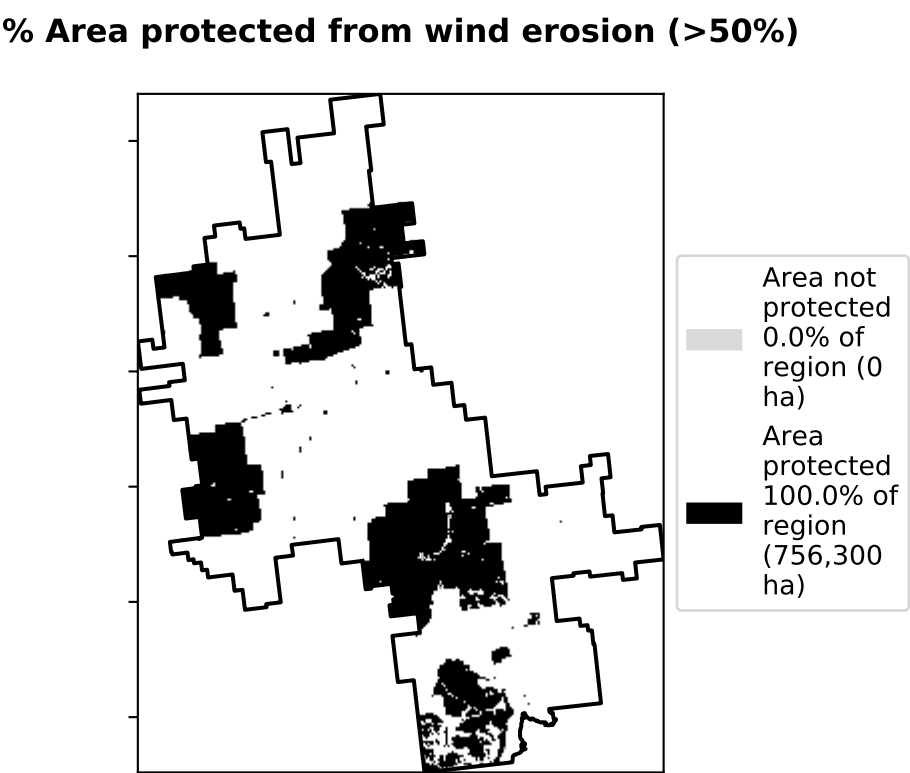 % Area protected from wind erosion (>50%)
Area not
protected
0.0% of
region (0
ha)
Area
protected
100.0% of
region
(756,300
ha)